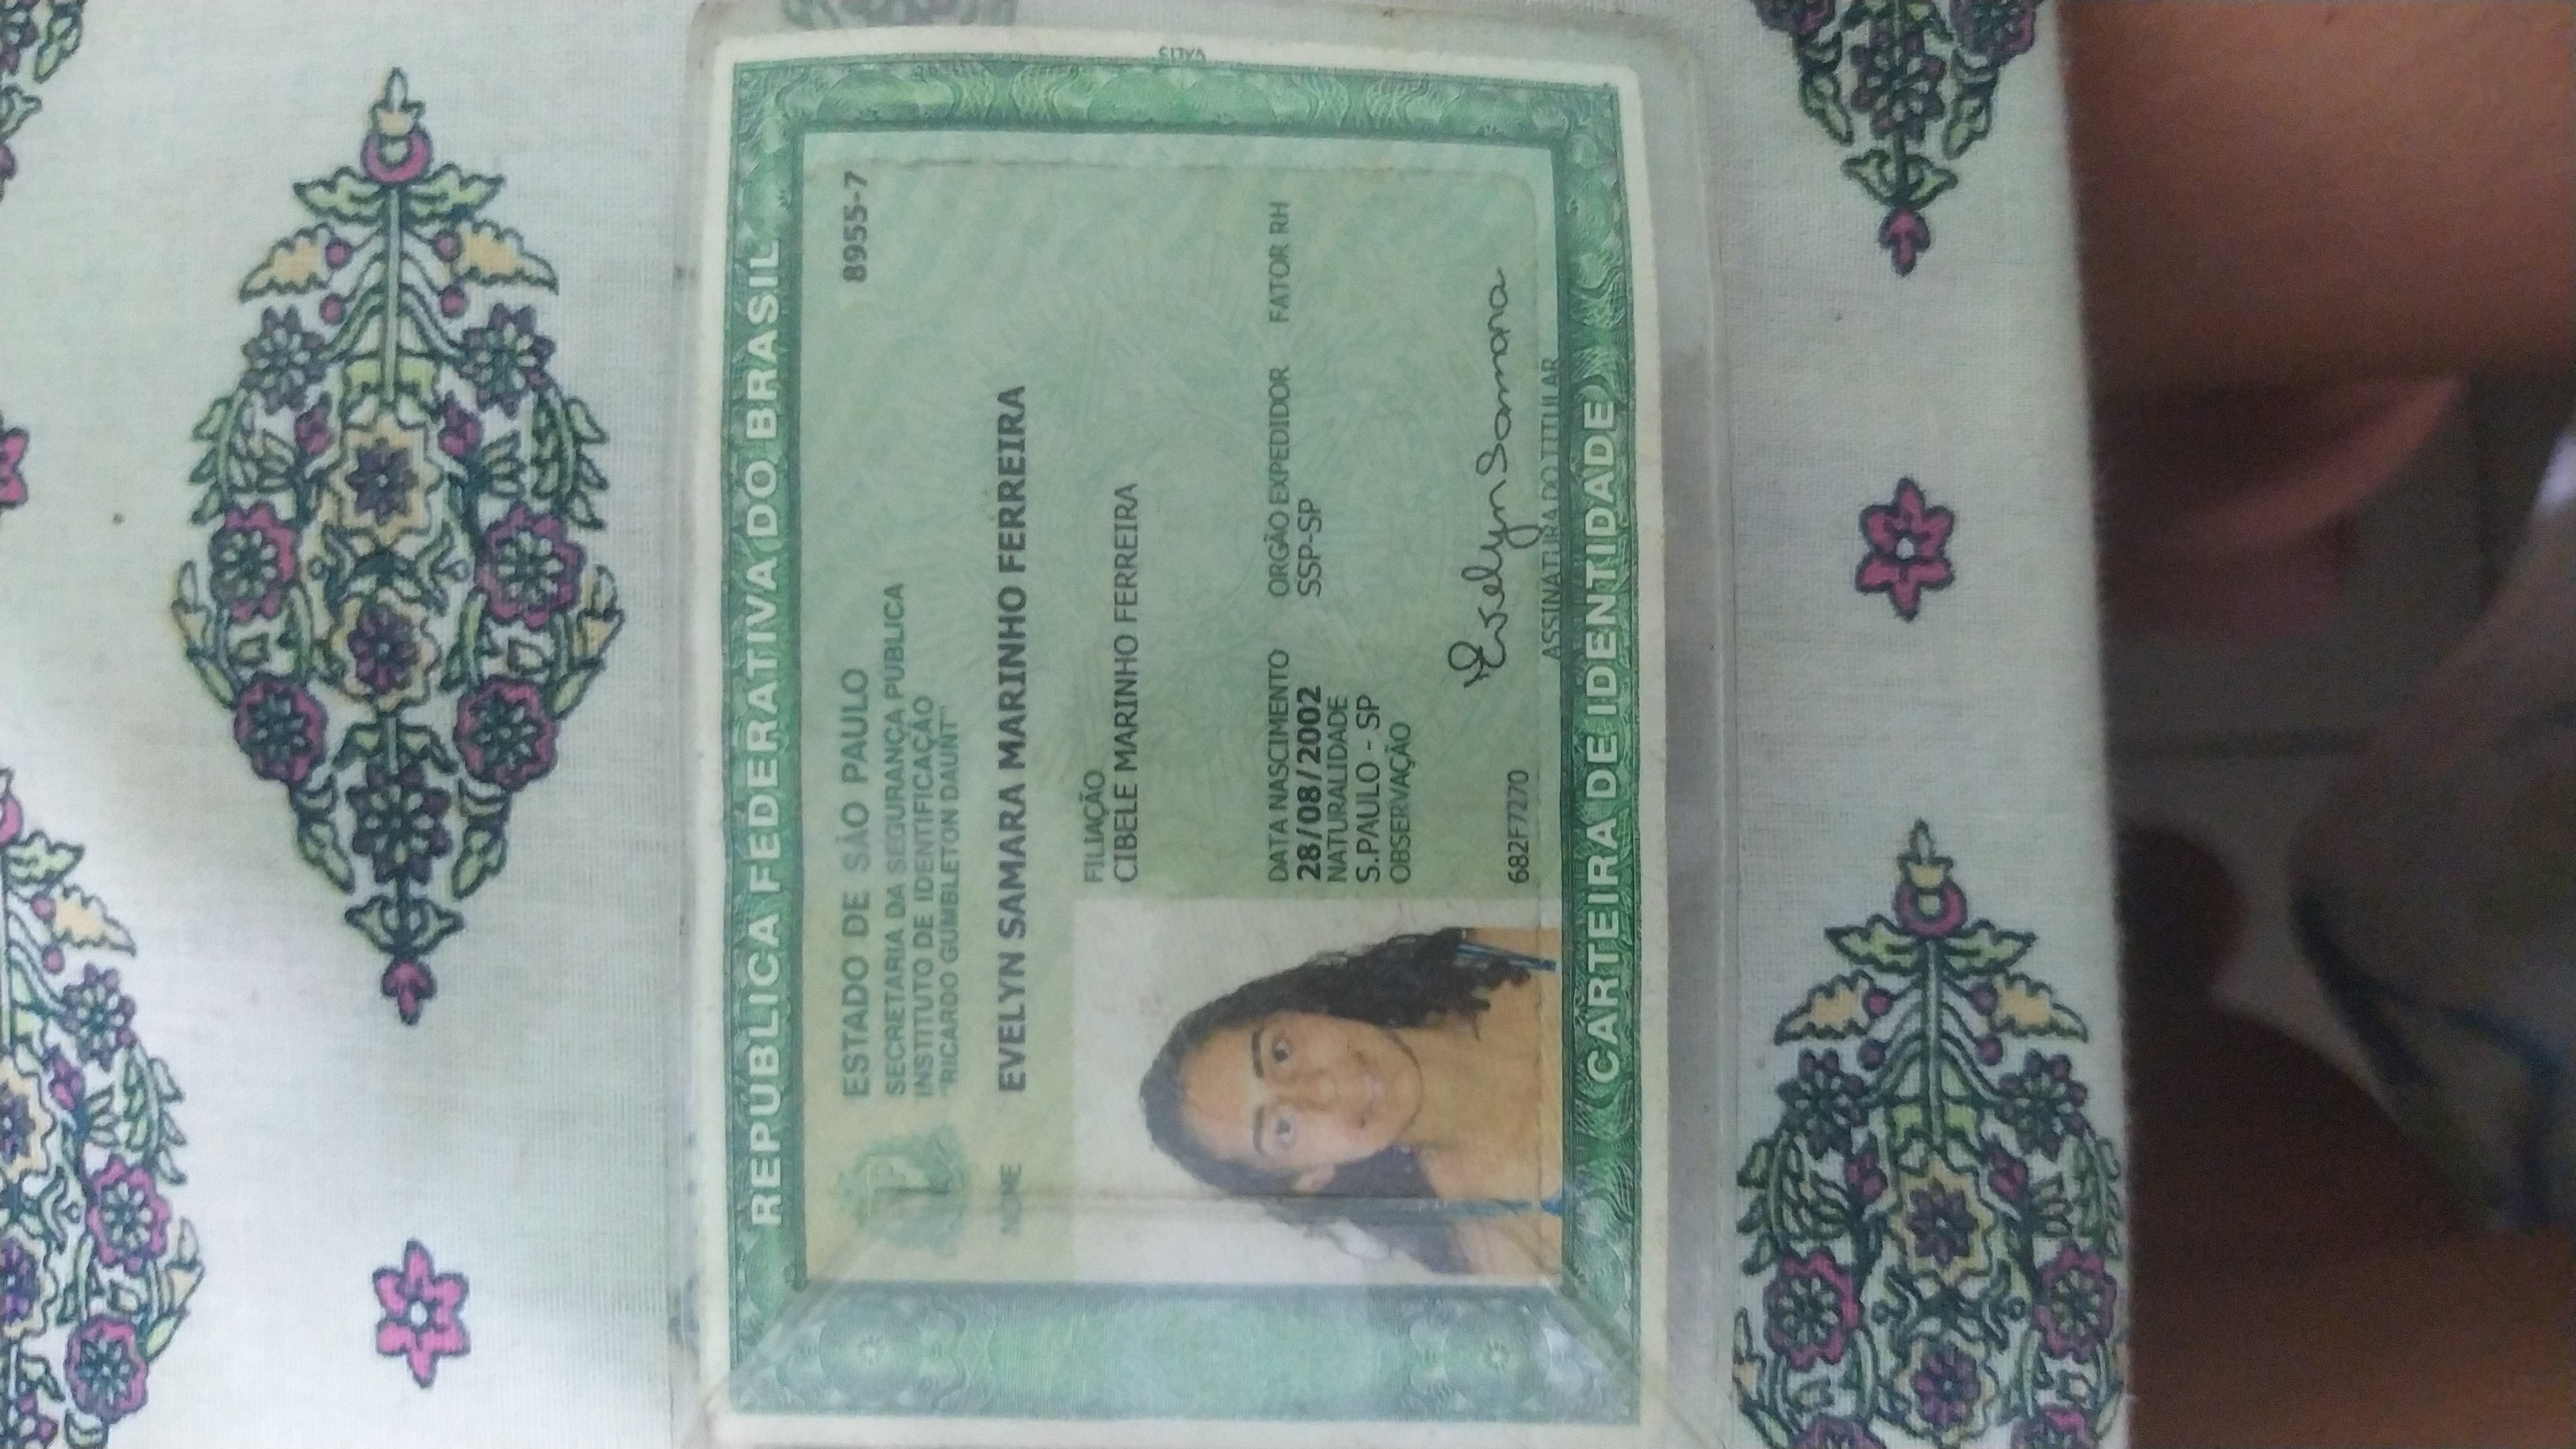 REPÚBLICA FEDERATIVA DO BRASIL
ESTADO DE SÃO PAULO
8955-7
SECRETARIA DA SEGURANÇA PÚBLICA
INSTITUTO DE IDENTIFICAÇÃO
"RICARDO GUMBLETON DAUNT"
NOME EVELYN SAMARA MARINHO FERREIRA
FILIAÇÃO
CIBELE MARINHO FERREIRA
DATA NASCIMENTO ORGÃO EXPEDIDOR FATOR RH
28/08/2002 SSP-SP
NATURALIDADE
S.PAULO - SP
OBSERVAÇÃO
Evelyn Samara
682F7270
ASSINATURA DO TITULAR
CARTEIRA DE IDENTIDADE